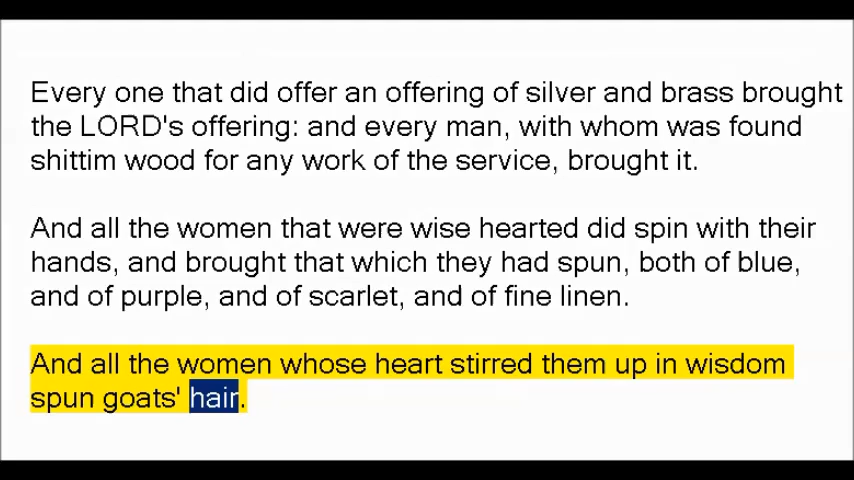 Every one that did offer an offering of silver and brass brought
the LORD's offering: and every man, with whom was found
shittim wood for any work of the service, brought it.
And all the women that were wise hearted did spin with their
hands, and brought that which they had spun, both of blue,
and of purple, and of scarlet, and of fine linen.
And all the women whose heart stirred them up in wisdom
spun goats' hair.